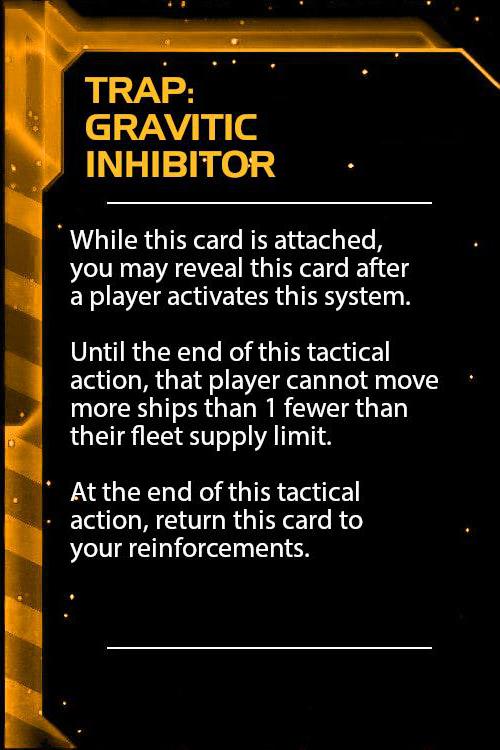 TRAP:
GRAVITIC
INHIBITOR
While this card is attached,
you may reveal this card after
a player activates this system.
Until the end of this tactical
action, that player cannot move
more ships than 1 fewer than
their fleet supply limit.
At the end of this tactical
action, return this card to
your reinforcements.